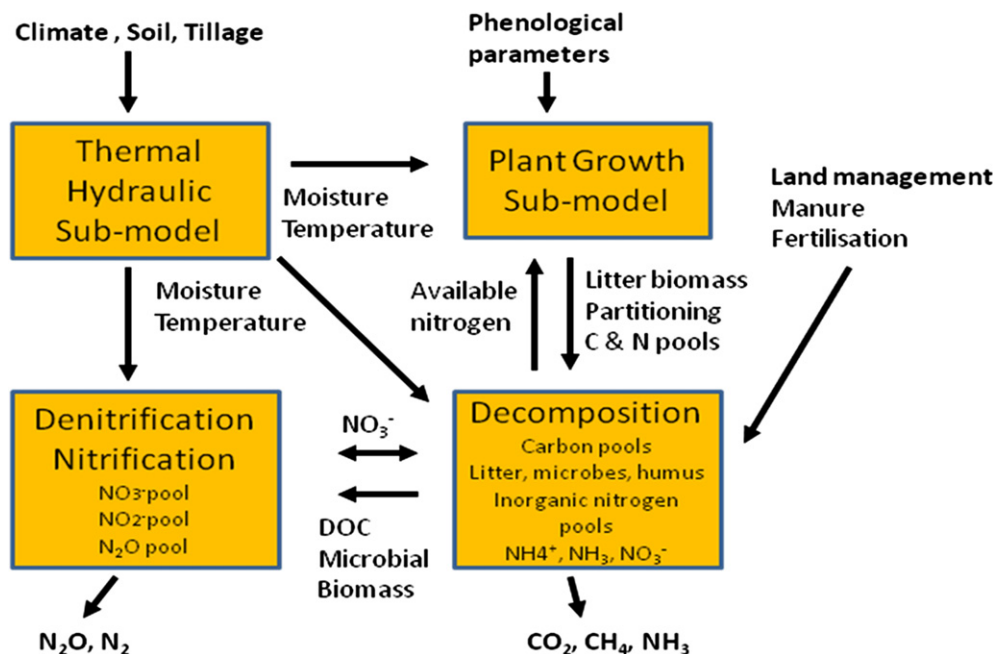 Climate , Soil, Tillage
Phenological
parameters
Thermal
Hydraulic
Sub-model
Moisture
Temperature
Plant Growth
Sub-model
Land management
Manure
Fertilisation
Moisture
Temperature
Available
nitrogen
Litter biomass
Partitioning
C & N pools
Denitrification
Nitrification
NO3⁻pool
NO2⁻pool
N₂O pool
NO₃⁻
DOC
Microbial
Biomass
Decomposition
Carbon pools
Litter, microbes, humus
Inorganic nitrogen
pools
NH4⁺, NH₃, NO₃⁻
N₂O, N₂
CO₂, CH₄, NH₃